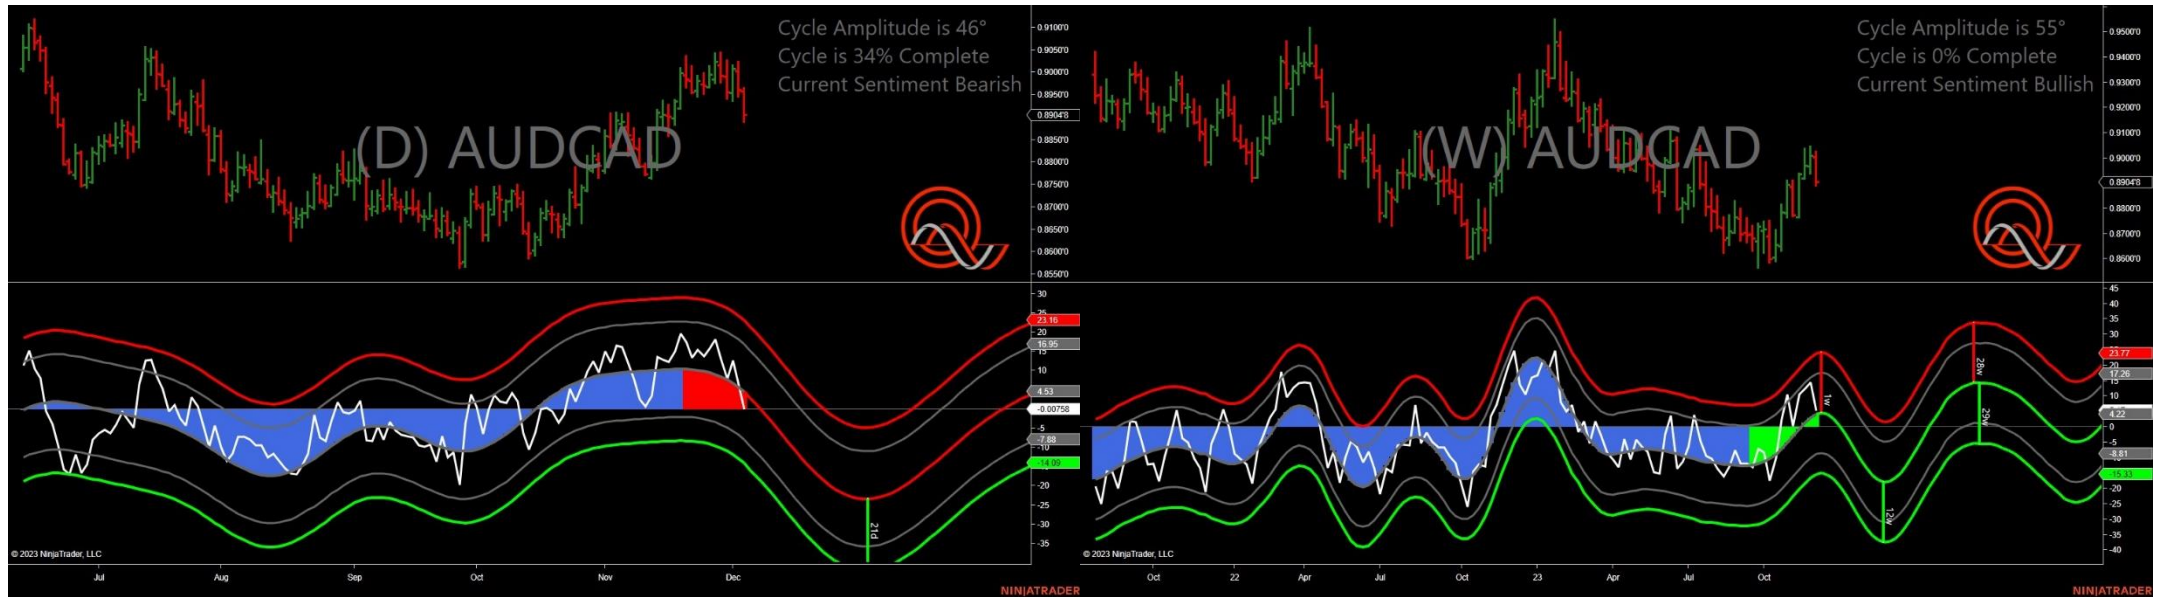 Cycle Amplitude is 46°
Cycle is 34% Complete
Current Sentiment Bearish
(D) AUDCAD
0.9100'0
0.9050'0
0.9000'0
0.8950'0
0.8904'8
0.8850'0
0.8800'0
0.8750'0
0.8700'0
0.8650'0
0.8600'0
0.8550'0
30
23.16
20
16.95
15
10
4.53
-0.00758
-5
-7.88
-10
-14.09
-20
-25
-30
-35
21d
© 2023 NinjaTrader, LLC
Jul
Aug
Sep
Oct
Nov
Dec
NINJATRADER
Cycle Amplitude is 55°
Cycle is 0% Complete
Current Sentiment Bullish
(W) AUDCAD
0.9500'0
0.9400'0
0.9300'0
0.9200'0
0.9100'0
0.9000'0
0.8904'8
0.8800'0
0.8700'0
0.8600'0
45
40
35
30
23.77
17.26
15
10
4.22
0
-5
-8.81
-15.33
-20
-25
-30
-35
-40
1w
28w
29w
12w
© 2023 NinjaTrader, LLC
Oct
22
Apr
Jul
Oct
23
Apr
Jul
Oct
NINJATRADER